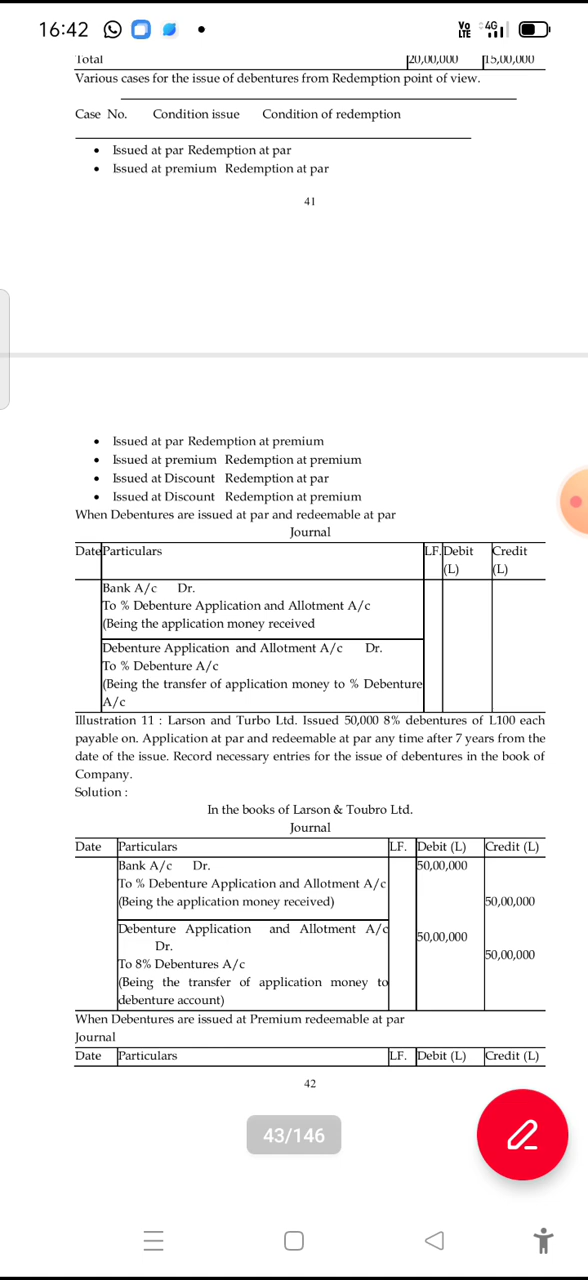 16:42 Vo LTE 4G
Total 20,00,000 15,00,000
Various cases for the issue of debentures from Redemption point of view.
Case No. Condition issue Condition of redemption
• Issued at par Redemption at par
• Issued at premium Redemption at par
41
• Issued at par Redemption at premium
• Issued at premium Redemption at premium
• Issued at Discount Redemption at par
• Issued at Discount Redemption at premium
When Debentures are issued at par and redeemable at par
Journal
Date Particulars LF. Debit Credit
(L) (L)
Bank A/c Dr.
To % Debenture Application and Allotment A/c
(Being the application money received
Debenture Application and Allotment A/c Dr.
To % Debenture A/c
(Being the transfer of application money to % Debenture
A/c
Illustration 11 : Larson and Turbo Ltd. Issued 50,000 8% debentures of L100 each
payable on. Application at par and redeemable at par any time after 7 years from the
date of the issue. Record necessary entries for the issue of debentures in the book of
Company.
Solution :
In the books of Larson & Toubro Ltd.
Journal
Date Particulars LF. Debit (L) Credit (L)
Bank A/c Dr. 50,00,000
To % Debenture Application and Allotment A/c
(Being the application money received) 50,00,000
Debenture Application and Allotment A/c
Dr. 50,00,000
To 8% Debentures A/c 50,00,000
(Being the transfer of application money to
debenture account)
When Debentures are issued at Premium redeemable at par
Journal
Date Particulars LF. Debit (L) Credit (L)
42
43/146